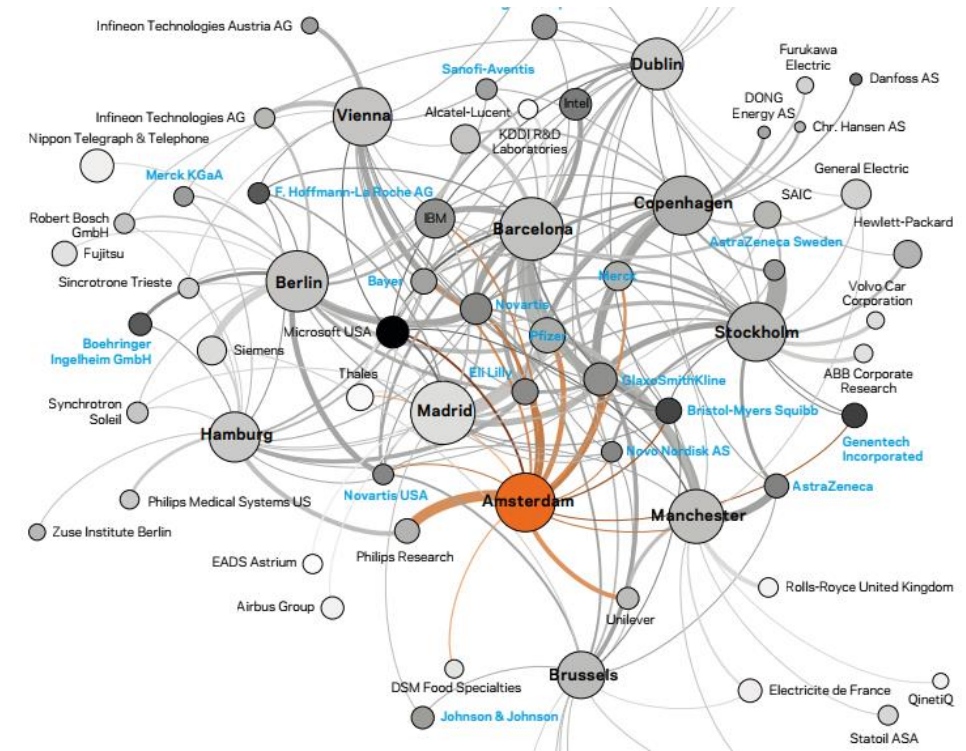 Infineon Technologies Austria AG
Dublin
Furukawa
Electric
Sanofi-Aventis
Danfoss AS
Intel
DONG
Energy AS
Vienna
Alcatel-Lucent
KDDI R&D
Laboratories
Infineon Technologies AG
Chr. Hansen AS
Nippon Telegraph & Telephone
General Electric
Merck KGaA
F. Hoffmann-La Roche AG
SAIC
Copenhagen
Robert Bosch
GmbH
IBM
Barcelona
Hewlett-Packard
AstraZeneca Sweden
Fujitsu
Sincrotrone Trieste
Berlin
Bayer
Merck
Volvo Car
Corporation
Novartis
Microsoft USA
Pfizer
Stockholm
Boehringer
Ingelheim GmbH
Siemens
Thales
Eli Lilly
GlaxoSmithKline
ABB Corporate
Research
Synchrotron
Soleil
Madrid
Bristol-Myers Squibb
Hamburg
Genentech
Incorporated
Novo Nordisk AS
Novartis USA
AstraZeneca
Philips Medical Systems US
Amsterdam
Manchester
Zuse Institute Berlin
Philips Research
EADS Astrium
Rolls-Royce United Kingdom
Airbus Group
Unilever
Brussels
DSM Food Specialties
Electricite de France
QinetiQ
Johnson & Johnson
Statoil ASA